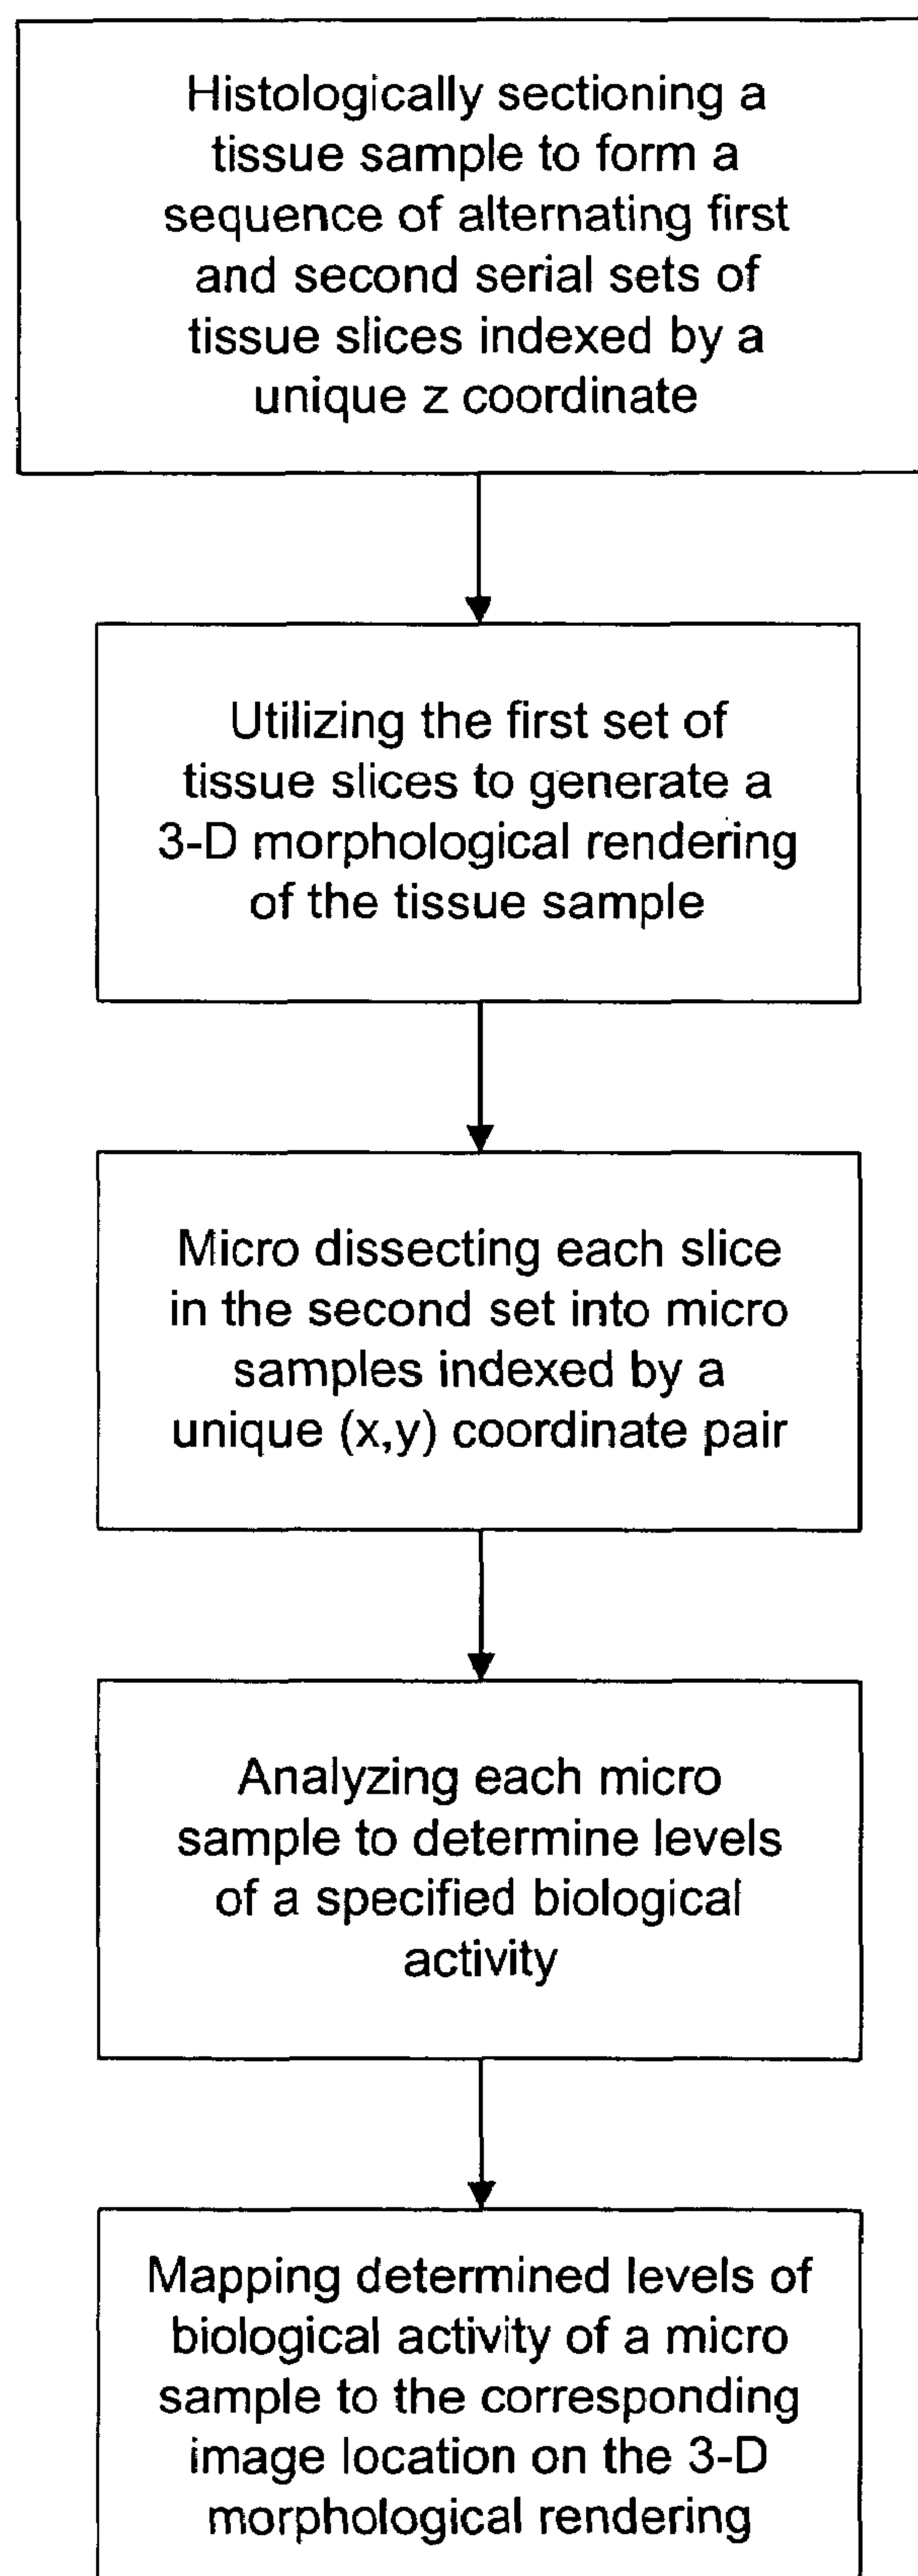 Histologically sectioning a
tissue sample to form a
sequence of alternating first
and second serial sets of
tissue slices indexed by a
unique z coordinate
Utilizing the first set of
tissue slices to generate a
3-D morphological rendering
of the tissue sample
Micro dissecting each slice
in the second set into micro
samples indexed by a
unique (x,y) coordinate pair
Analyzing each micro
sample to determine levels
of a specified biological
activity
Mapping determined levels of
biological activity of a micro
sample to the corresponding
image location on the 3-D
morphological rendering